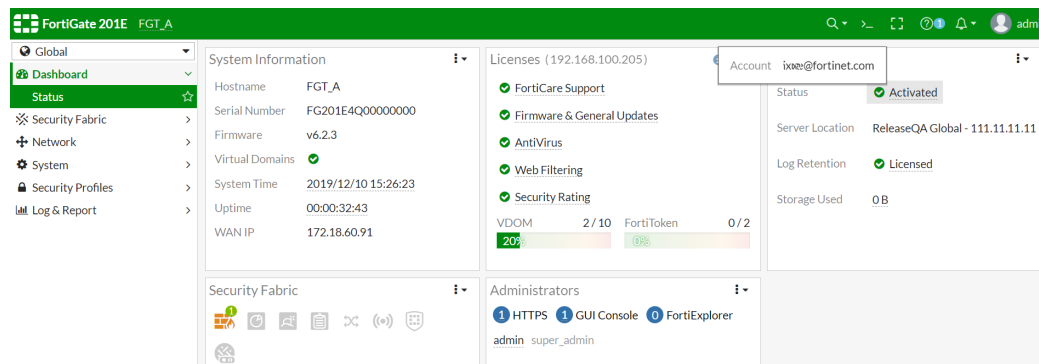 FortiGate 201E FGT_A
>_ 1 adm
Global
Dashboard
Status
Security Fabric
Network
System
Security Profiles
Log & Report
System Information
Hostname FGT_A
Serial Number FG201E4Q00000000
Firmware v6.2.3
Virtual Domains
System Time 2019/12/10 15:26:23
Uptime 00:00:32:43
WAN IP 172.18.60.91
Licenses (192.168.100.205)
FortiCare Support
Firmware & General Updates
AntiVirus
Web Filtering
Security Rating
VDOM 2 / 10 FortiToken 0 / 2
20% 0%
Account
Status Activated
Server Location ReleaseQA Global - 111.11.11.11
Log Retention Licensed
Storage Used 0 B
Security Fabric
1
Administrators
1 HTTPS 1 GUI Console 0 FortiExplorer
admin super_admin